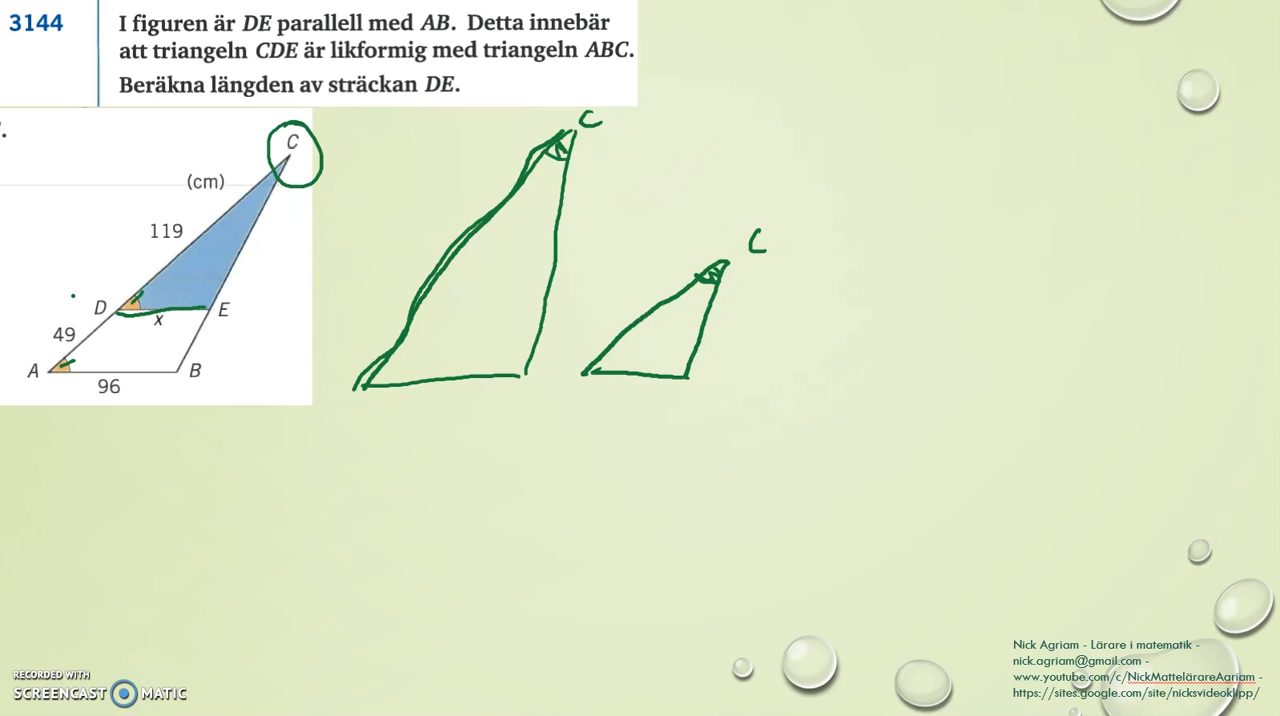 3144
I figuren är DE parallell med AB. Detta innebär
att triangeln CDE är likformig med triangeln ABC.
Beräkna längden av sträckan DE.
C
(cm)
119
D
x
E
49
A
96
B
C
C
Nick Agriam - Lärare i matematik -
nick.agriam@gmail.com -
www.youtube.com/c/NickMattelärareAgriam -
https://sites.google.com/site/nicksvideoklipp/
RECORDED WITH
SCREENCAST MATIC